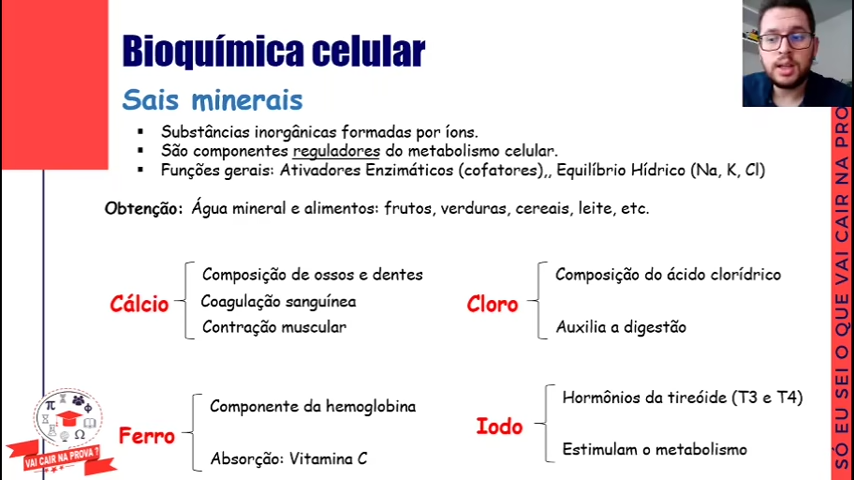 Bioquímica celular
Sais minerais
▪ Substâncias inorgânicas formadas por íons.
▪ São componentes reguladores do metabolismo celular.
▪ Funções gerais: Ativadores Enzimáticos (cofatores),, Equilíbrio Hídrico (Na, K, Cl)
Obtenção: Água mineral e alimentos: frutos, verduras, cereais, leite, etc.
Cálcio
Composição de ossos e dentes
Coagulação sanguínea
Contração muscular
Cloro
Composição do ácido clorídrico
Auxilia a digestão
Ferro
Componente da hemoglobina
Absorção: Vitamina C
Iodo
Hormônios da tireóide (T3 e T4)
Estimulam o metabolismo
π Φ
Ω
VAI CAIR NA PROVA ?
SÓ EU SEI O QUE VAI CAIR NA PRO